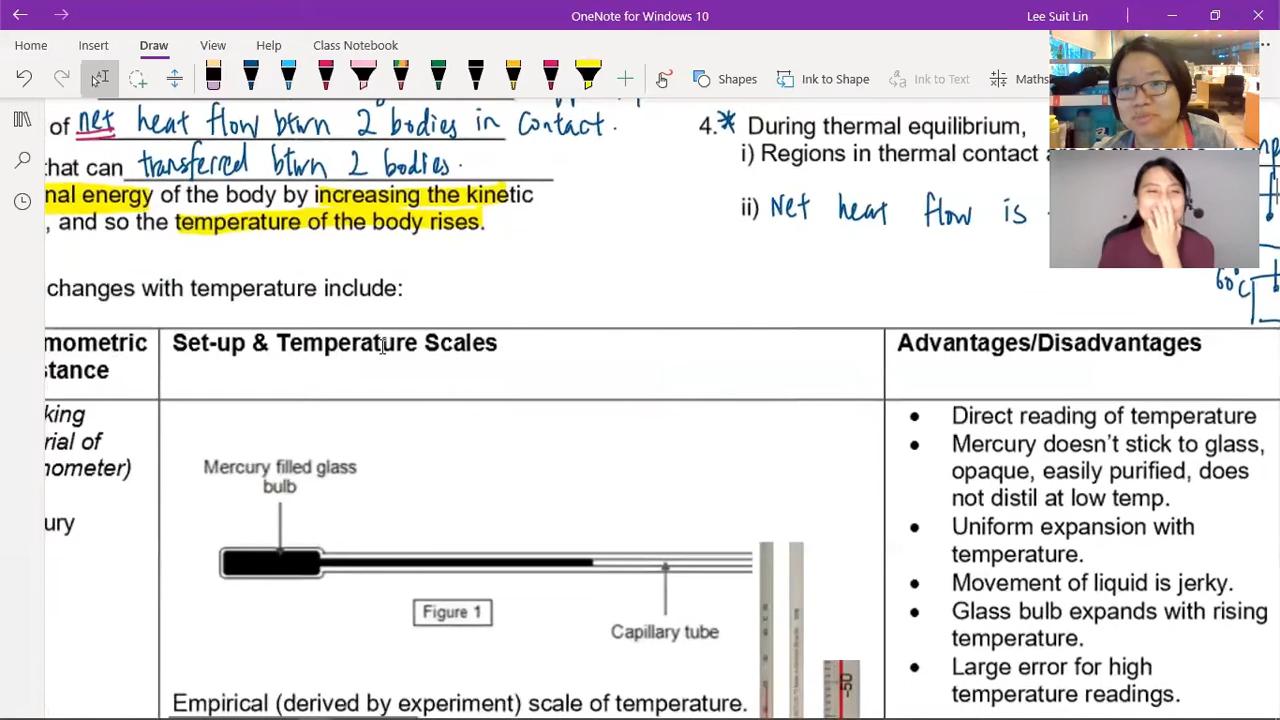 OneNote for Windows 10
Lee Suit Lin
Home Insert Draw View Help Class Notebook
Shapes Ink to Shape Ink to Text Maths
of net heat flow btwn 2 bodies in contact.
that can transferred btwn 2 bodies.
nal energy of the body by increasing the kinetic
, and so the temperature of the body rises.
4.* During thermal equilibrium,
i) Regions in thermal contact a
ii) Net heat flow is
60°C
changes with temperature include:
mometric
stance
Set-up & Temperature Scales
Advantages/Disadvantages
king
rial of
nometer)
ury
Mercury filled glass
bulb
Figure 1
Capillary tube
Empirical (derived by experiment) scale of temperature.
-50
• Direct reading of temperature
• Mercury doesn't stick to glass,
opaque, easily purified, does
not distil at low temp.
• Uniform expansion with
temperature.
• Movement of liquid is jerky.
• Glass bulb expands with rising
temperature.
• Large error for high
temperature readings.